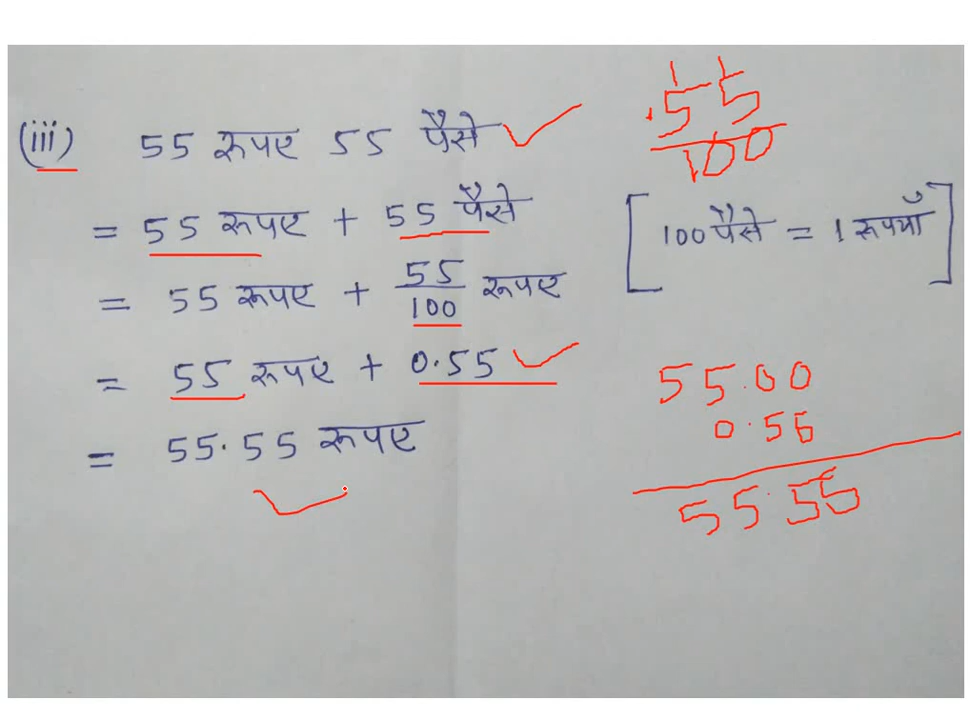 (iii) 55 रूपए 55 पैसे
= 55 रूपए + 55 पैसे
= 55 रूपए + 55/100 रूपए
= 55 रूपए + 0.55
= 55.55 रूपए
.55
100
[100 पैसे = 1 रूपयाँ]
55.00
0.55
55.55